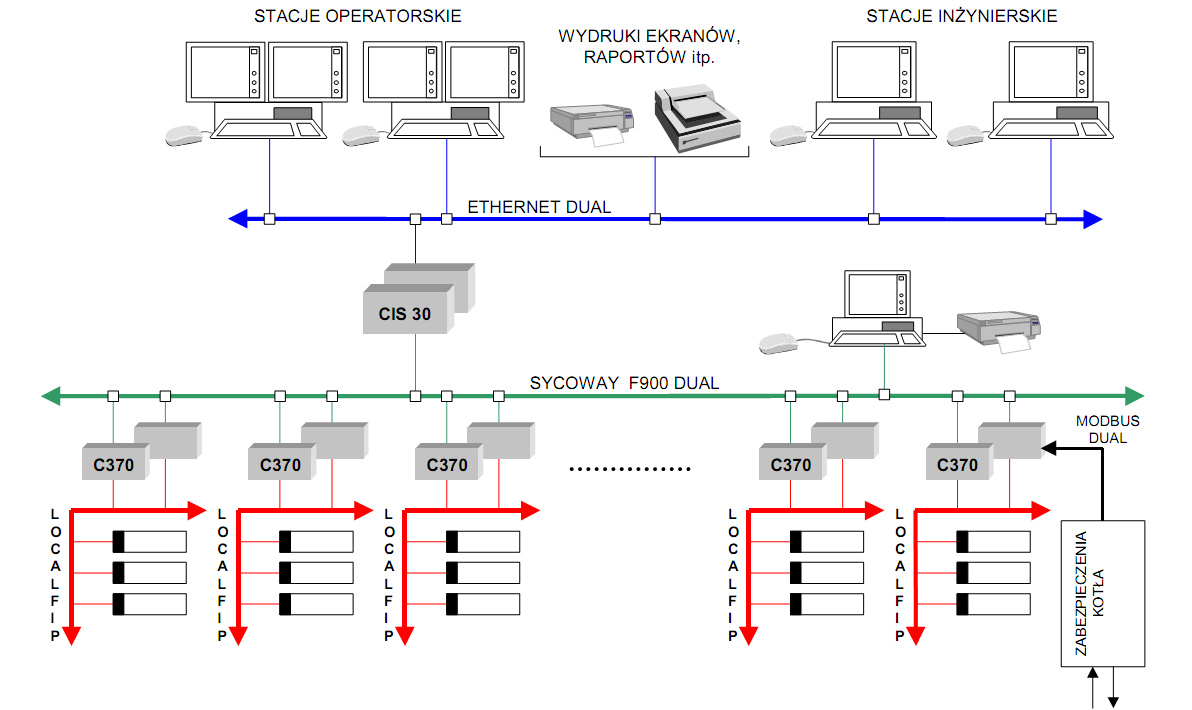 STACJE OPERATORSKIE
STACJE INŻYNIERSKIE
WYDRUKI EKRANÓW,
RAPORTÓW itp.
ETHERNET DUAL
CIS 30
SYCOWAY F900 DUAL
MODBUS
DUAL
C370
C370
C370
...............
C370
C370
LOCALFIP
LOCALFIP
LOCALFIP
LOCALFIP
LOCALFIP
ZABEZPIECZENIA
KOTŁA